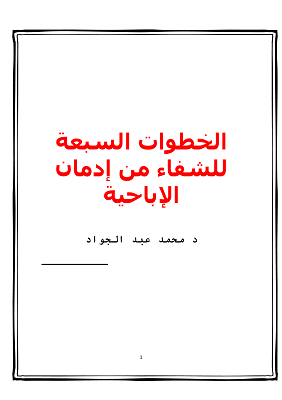 الخطوات السبعة
للشفاء من إدمان
الإباحية
د محمد عبد الجواد
1